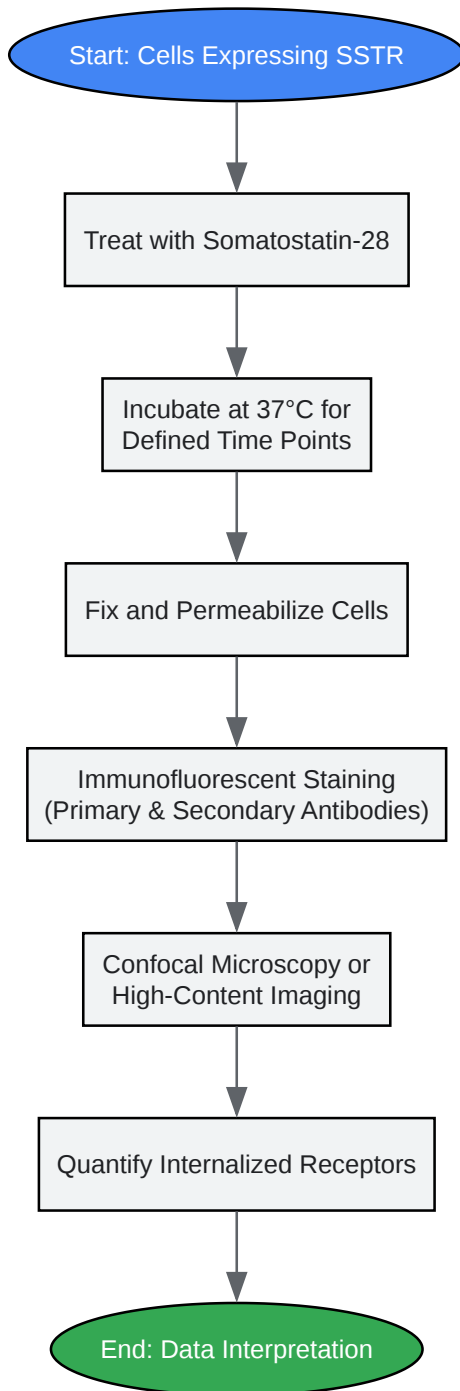 Start: Cells Expressing SSTR
Treat with Somatostatin-28
Incubate at 37°C for
Defined Time Points
Fix and Permeabilize Cells
Immunofluorescent Staining
(Primary & Secondary Antibodies)
Confocal Microscopy or
High-Content Imaging
Quantify Internalized Receptors
End: Data Interpretation